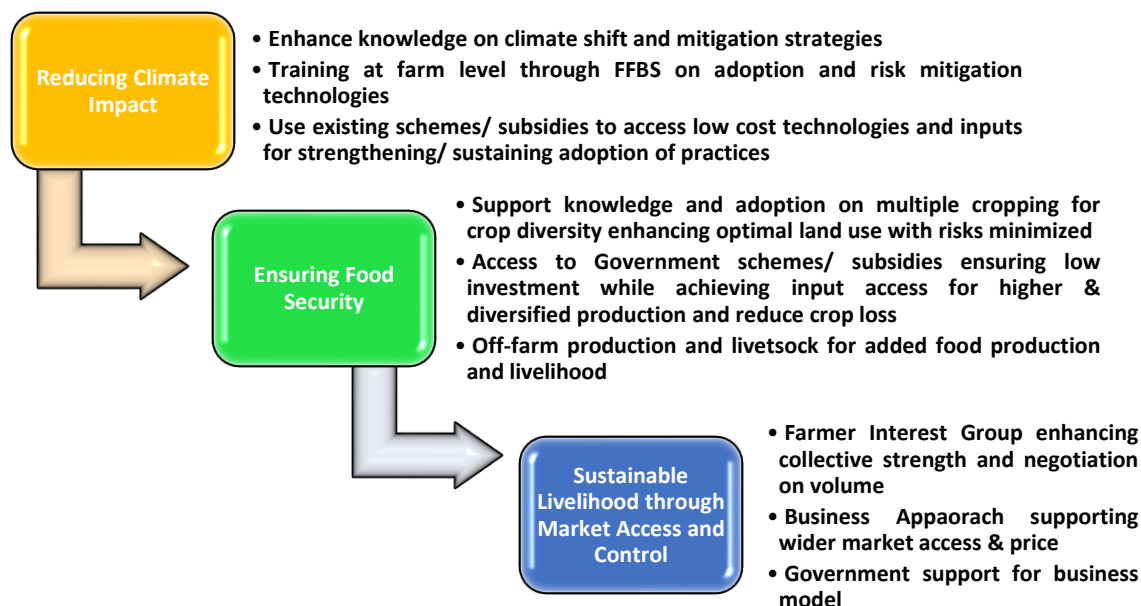 Reducing Climate
Impact
• Enhance knowledge on climate shift and mitigation strategies
• Training at farm level through FFBS on adoption and risk mitigation
technologies
• Use existing schemes/ subsidies to access low cost technologies and inputs
for strengthening/ sustaining adoption of practices
Ensuring Food
Security
• Support knowledge and adoption on multiple cropping for
crop diversity enhancing optimal land use with risks minimized
• Access to Government schemes/ subsidies ensuring low
investment while achieving input access for higher &
diversified production and reduce crop loss
• Off-farm production and livetsock for added food production
and livelihood
Sustainable
Livelihood through
Market Access and
Control
• Farmer Interest Group enhancing
collective strength and negotiation
on volume
• Business Appaorach supporting
wider market access & price
• Government support for business
model